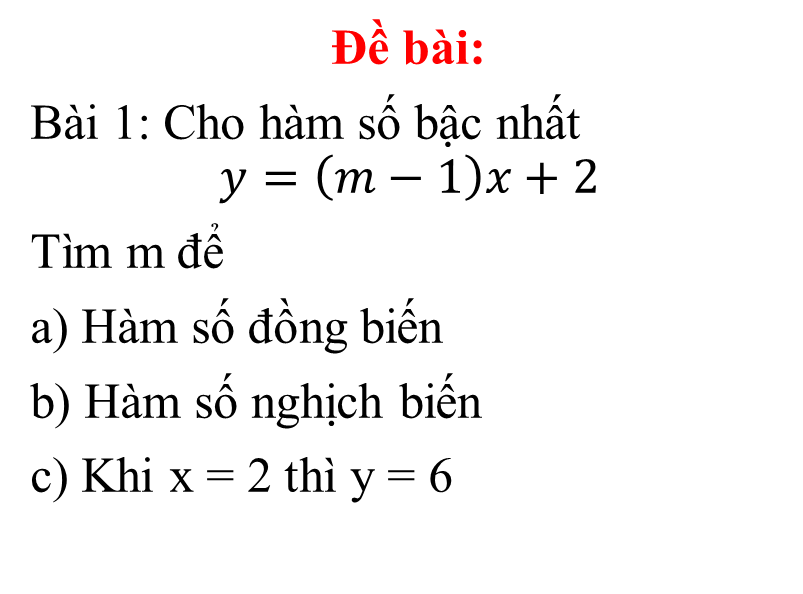 Đề bài:
Bài 1: Cho hàm số bậc nhất
y = (m − 1)x + 2
Tìm m để
a) Hàm số đồng biến
b) Hàm số nghịch biến
c) Khi x = 2 thì y = 6